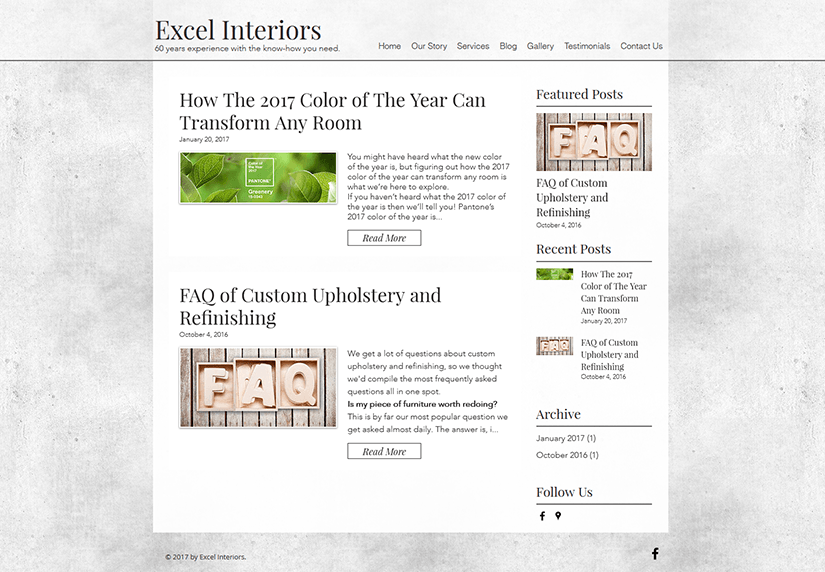 Excel Interiors
60 years experience with the know-how you need.
Home Our Story Services Blog Gallery Testimonials Contact Us
How The 2017 Color of The Year Can
Transform Any Room
January 20, 2017
Color of
the Year
2017
PANTONE®
Greenery
15-0343
You might have heard what the new color
of the year is, but figuring out how the 2017
color of the year can transform any room is
what we're here to explore.
If you haven't heard what the 2017 color of
the year is then we'll tell you! Pantone's
2017 color of the year is...
Read More
FAQ of Custom Upholstery and
Refinishing
October 4, 2016
FAQ
We get a lot of questions about custom
upholstery and refinishing, so we thought
we'd compile the most frequently asked
questions all in one spot.
Is my piece of furniture worth redoing?
This is by far our most popular question we
get asked almost daily. The answer is, i...
Read More
Featured Posts
FAQ
FAQ of Custom
Upholstery and
Refinishing
October 4, 2016
Recent Posts
How The 2017
Color of The Year
Can Transform
Any Room
January 20, 2017
FAQ
FAQ of Custom
Upholstery and
Refinishing
October 4, 2016
Archive
January 2017 (1)
October 2016 (1)
Follow Us
© 2017 by Excel Interiors.